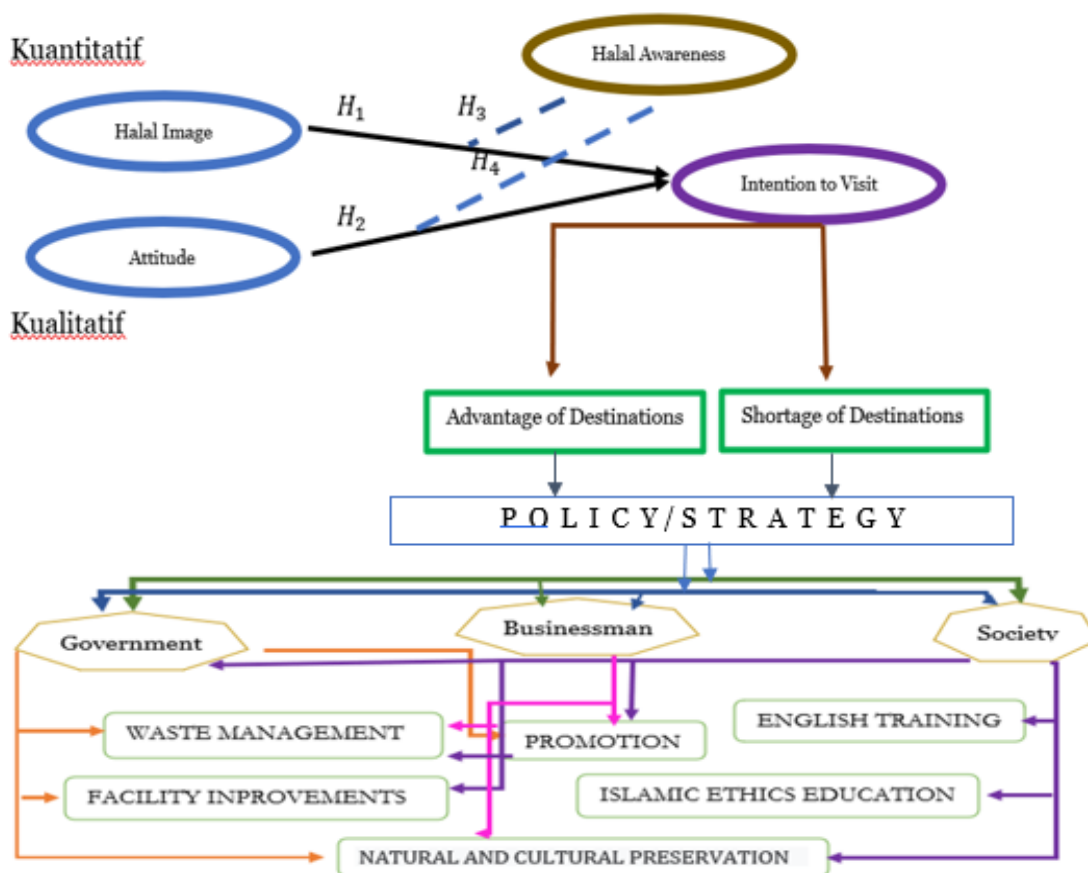 Kuantitatif
Halal Awareness
Halal Image
H1
H3
H4
Intention to Visit
H2
Attitude
Kualitatif
Advantage of Destinations
Shortage of Destinations
POLICY/STRATEGY
Government
Businessman
Society
WASTE MANAGEMENT
PROMOTION
ENGLISH TRAINING
FACILITY INPROVEMENTS
ISLAMIC ETHICS EDUCATION
NATURAL AND CULTURAL PRESERVATION